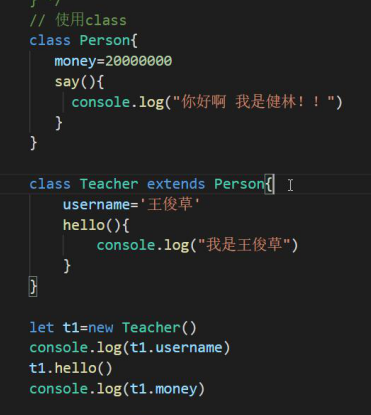 } */
// 使用class
class Person{
money=20000000
say(){
console.log("你好啊 我是健林！！")
}
}
class Teacher extends Person{
username='王俊草'
hello(){
console.log("我是王俊草")
}
}
let t1=new Teacher()
console.log(t1.username)
t1.hello()
console.log(t1.money)